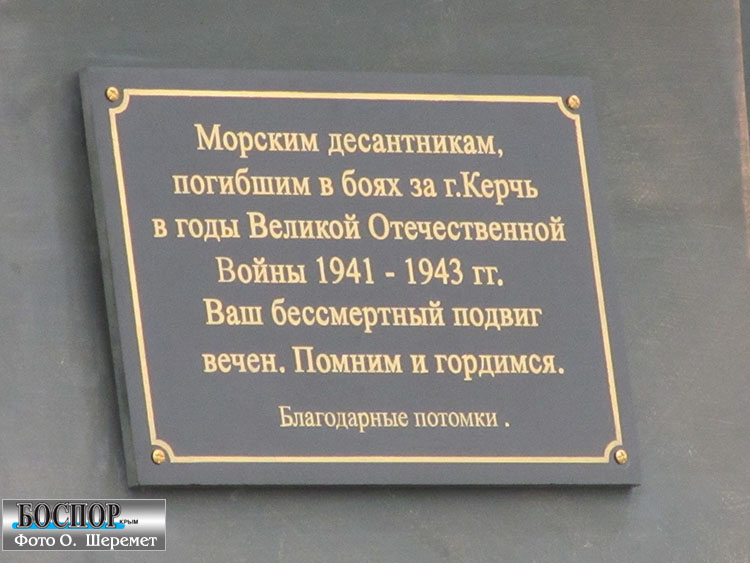 Морским десантникам,
погибшим в боях за г.Керчь
в годы Великой Отечественной
Войны 1941 - 1943 гг.
Ваш бессмертный подвиг
вечен. Помним и гордимся.
Благодарные потомки .
БОСПОР
КРЫМ
Фото О. Шеремет